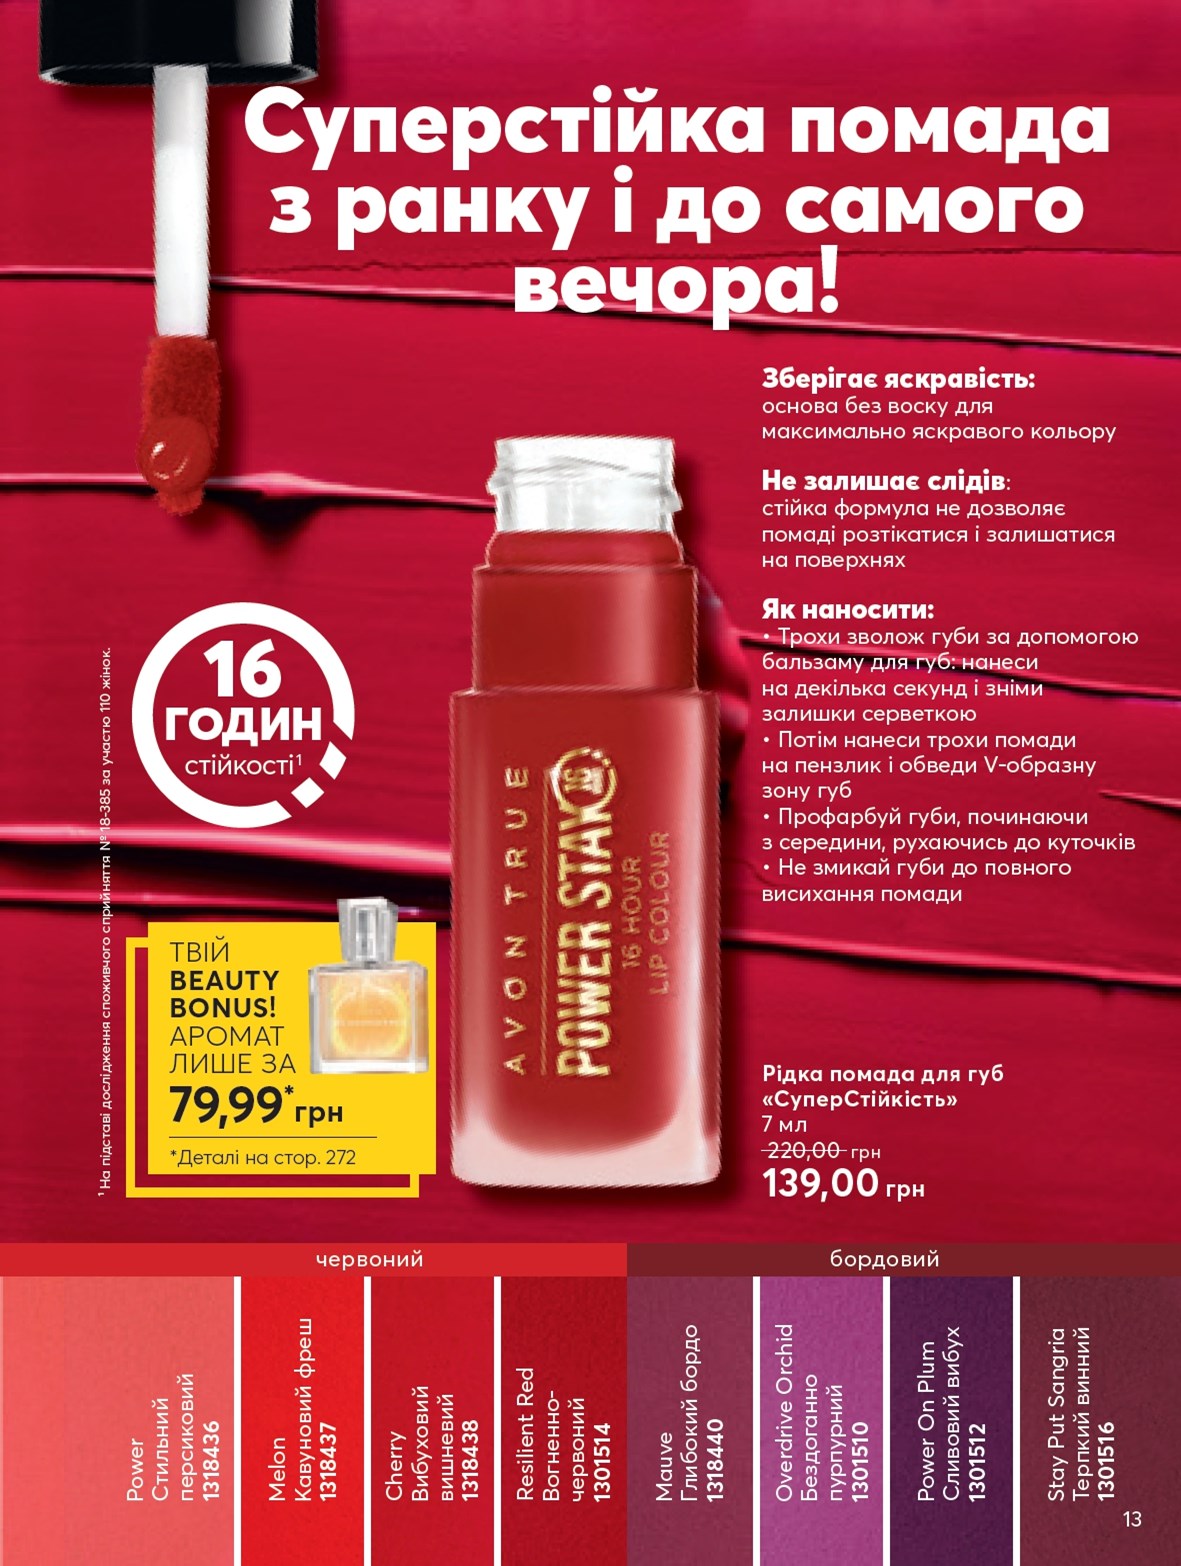 Суперстійка помада
з ранку і до самого
вечора!
Зберігає яскравість:
основа без воску для
максимально яскравого кольору
Не залишає слідів:
стійка формула не дозволяє
помаді розтікатися і залишатися
на поверхнях
Як наносити:
• Трохи зволож губи за допомогою
бальзаму для губ: нанеси
на декілька секунд і зніми
залишки серветкою
• Потім нанеси трохи помади
на пензлик і обведи V-образну
зону губ
• Профарбуй губи, починаючи
з середини, рухаючись до куточків
• Не змикай губи до повного
висихання помади
16
ГОДИН
стійкості¹
¹ На підставі дослідження споживчого сприйняття № 18-385 за участю 110 жінок.
ТВІЙ
BEAUTY
BONUS!
АРОМАТ
ЛИШЕ ЗА
79,99* грн
*Деталі на стор. 272
AVON TRUE
POWER STAY 16
16 HOUR
LIP COLOUR
Рідка помада для губ
«СуперСтійкість»
7 мл
220,00 грн
139,00 грн
червоний
бордовий
Power
Стильний
персиковий
1318436
Melon
Кавуновий фреш
1318437
Cherry
Вибуховий
вишневий
1318438
Resilient Red
Вогненно-
червоний
1301514
Mauve
Глибокий бордо
1318440
Overdrive Orchid
Бездоганно
пурпурний
1301510
Power On Plum
Сливовий вибух
1301512
Stay Put Sangria
Терпкий винний
1301516
13